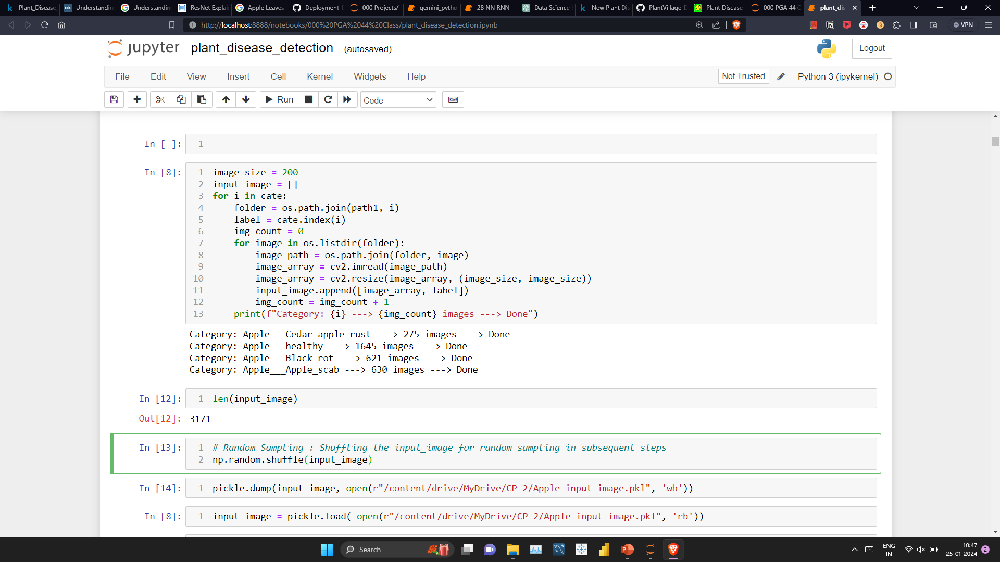 Plant_Disease
Understandin
Understandin
ResNet Explai
Apple Leaves
Deployment-
000 Projects/
gemini_pytho
28 NN RNN -
Data Science
New Plant Dis
PlantVillage-D
Plant Disease
000 PGA 44 C
plant_dis
http://localhost:8888/notebooks/000%20PGA%2044%20Class/plant_disease_detection.ipynb
VPN
jupyter plant_disease_detection (autosaved)
Logout
File Edit View Insert Cell Kernel Widgets Help
Not Trusted
Python 3 (ipykernel)
Run
Code
----------------------------------------------------------------------------------------------------
In [ ]: 1
In [8]: 1 image_size = 200
2 input_image = []
3 for i in cate:
4     folder = os.path.join(path1, i)
5     label = cate.index(i)
6     img_count = 0
7     for image in os.listdir(folder):
8         image_path = os.path.join(folder, image)
9         image_array = cv2.imread(image_path)
10         image_array = cv2.resize(image_array, (image_size, image_size))
11         input_image.append([image_array, label])
12         img_count = img_count + 1
13     print(f"Category: {i} ---> {img_count} images ---> Done")
Category: Apple___Cedar_apple_rust ---> 275 images ---> Done
Category: Apple___healthy ---> 1645 images ---> Done
Category: Apple___Black_rot ---> 621 images ---> Done
Category: Apple___Apple_scab ---> 630 images ---> Done
In [12]: 1 len(input_image)
Out[12]: 3171
In [13]: 1 # Random Sampling : Shuffling the input_image for random sampling in subsequent steps
2 np.random.shuffle(input_image)
In [14]: 1 pickle.dump(input_image, open(r"/content/drive/MyDrive/CP-2/Apple_input_image.pkl", 'wb'))
In [8]: 1 input_image = pickle.load( open(r"/content/drive/MyDrive/CP-2/Apple_input_image.pkl", 'rb'))
Search
ENG
IN
10:47
25-01-2024
2